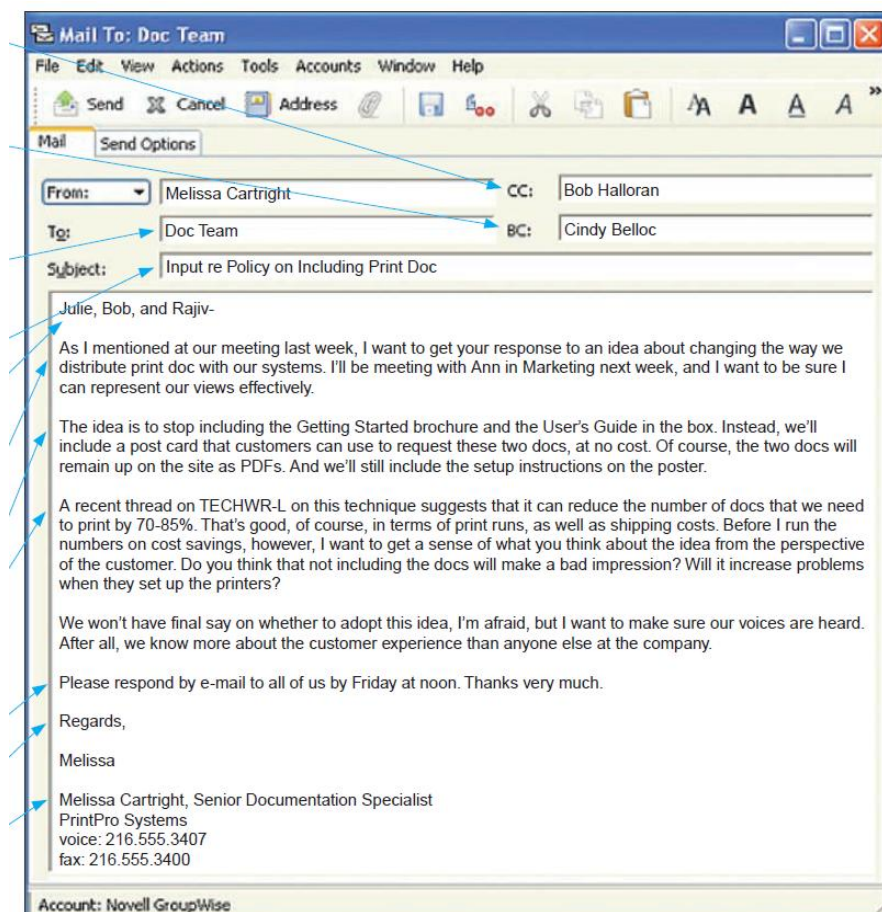 Mail To: Doc Team
File Edit View Actions Tools Accounts Window Help
Send Cancel Address A A A A »
Mail Send Options
From: Melissa Cartright CC: Bob Halloran
To: Doc Team BC: Cindy Belloc
Subject: Input re Policy on Including Print Doc
Julie, Bob, and Rajiv-
As I mentioned at our meeting last week, I want to get your response to an idea about changing the way we
distribute print doc with our systems. I'll be meeting with Ann in Marketing next week, and I want to be sure I
can represent our views effectively.
The idea is to stop including the Getting Started brochure and the User's Guide in the box. Instead, we'll
include a post card that customers can use to request these two docs, at no cost. Of course, the two docs will
remain up on the site as PDFs. And we'll still include the setup instructions on the poster.
A recent thread on TECHWR-L on this technique suggests that it can reduce the number of docs that we need
to print by 70-85%. That's good, of course, in terms of print runs, as well as shipping costs. Before I run the
numbers on cost savings, however, I want to get a sense of what you think about the idea from the perspective
of the customer. Do you think that not including the docs will make a bad impression? Will it increase problems
when they set up the printers?
We won't have final say on whether to adopt this idea, I'm afraid, but I want to make sure our voices are heard.
After all, we know more about the customer experience than anyone else at the company.
Please respond by e-mail to all of us by Friday at noon. Thanks very much.
Regards,
Melissa
Melissa Cartright, Senior Documentation Specialist
PrintPro Systems
voice: 216.555.3407
fax: 216.555.3400
Account: Novell GroupWise